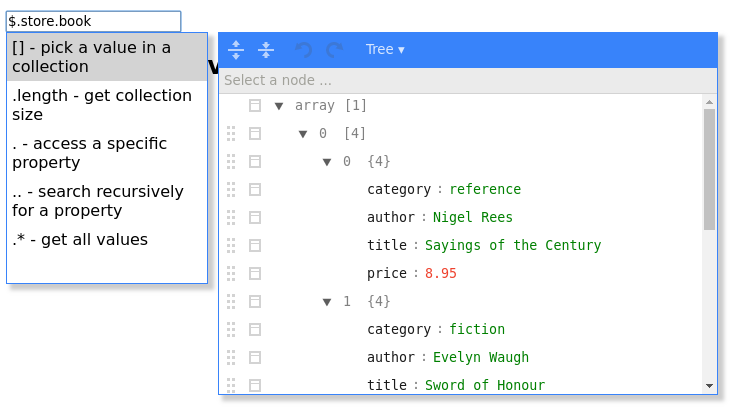 $.store.book
[] - pick a value in a
collection
.length - get collection
size
. - access a specific
property
.. - search recursively
for a property
.* - get all values
Tree ▾
Select a node ...
array [1]
0 [4]
0 {4}
category : reference
author : Nigel Rees
title : Sayings of the Century
price : 8.95
1 {4}
category : fiction
author : Evelyn Waugh
title : Sword of Honour